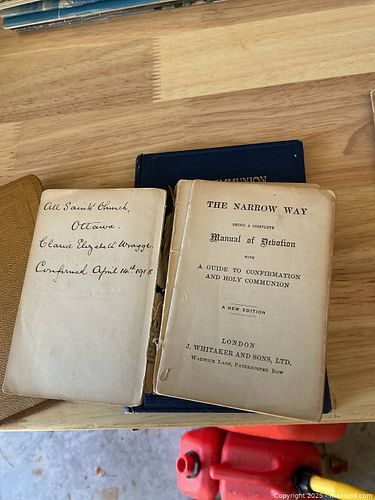 All Saints Church,
Ottawa.
Elizabeth Wragge.
Confirmed April 14th 1918
COMMUNION
THE NARROW WAY
BEING A COMPLETE
Manual of Devotion
WITH
A GUIDE TO CONFIRMATION
AND HOLY COMMUNION
A NEW EDITION
LONDON
J. WHITAKER AND SONS, LTD.
WARWICK LANE, PATERNOSTER ROW
Copyright 2025 -